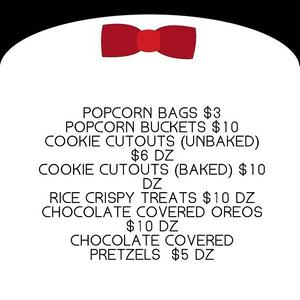 POPCORN BAGS $3
POPCORN BUCKETS $10
COOKIE CUTOUTS (UNBAKED)
$6 DZ
COOKIE CUTOUTS (BAKED) $10
DZ
RICE CRISPY TREATS $10 DZ
CHOCOLATE COVERED OREOS
$10 DZ
CHOCOLATE COVERED
PRETZELS $5 DZ